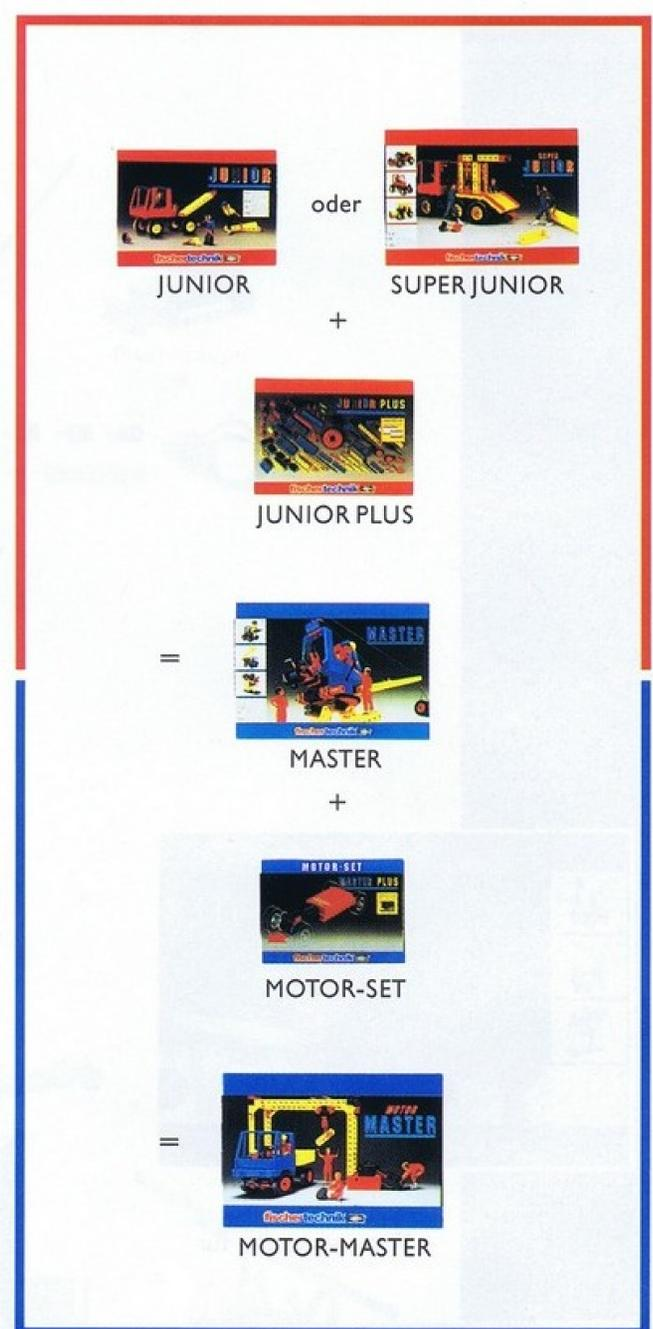 JUNIOR
fischertechnik
oder
SUPER
JUNIOR
fischertechnik
JUNIOR
SUPER JUNIOR
+
JUNIOR PLUS
fischertechnik
JUNIOR PLUS
=
MASTER
fischertechnik
MASTER
+
MOTOR-SET
MASTER PLUS
fischertechnik
MOTOR-SET
=
MOTOR
MASTER
fischertechnik
MOTOR-MASTER